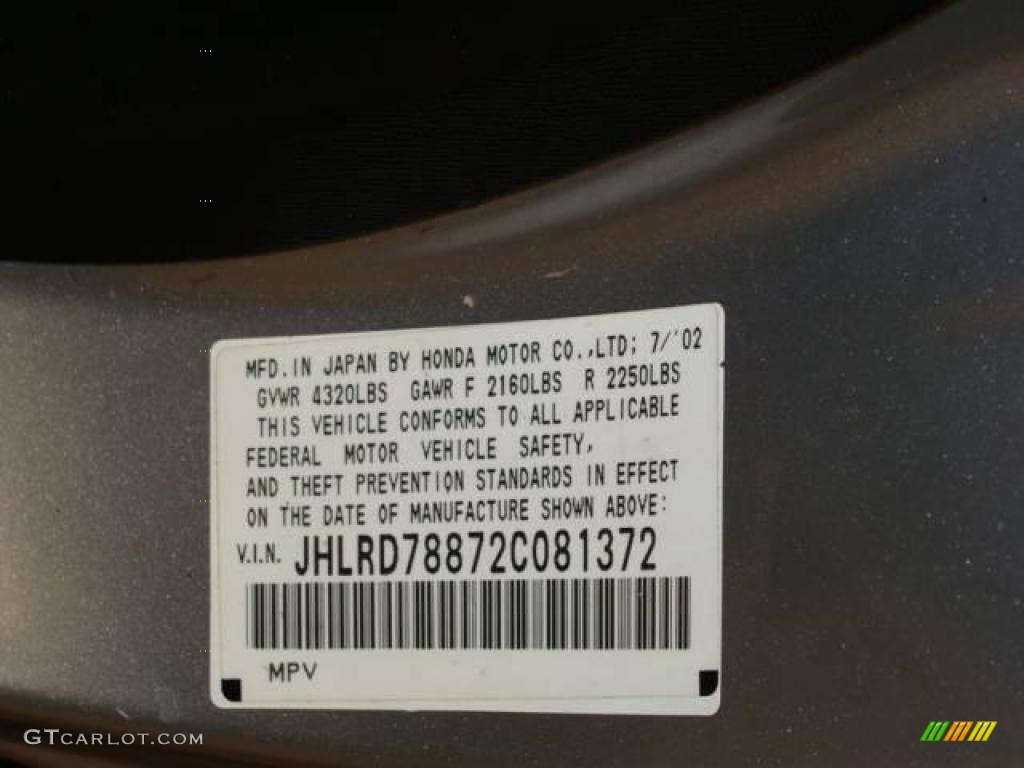 MFD.IN JAPAN BY HONDA MOTOR CO.,LTD; 7/'02
GVWR 4320LBS GAWR F 2160LBS R 2250LBS
THIS VEHICLE CONFORMS TO ALL APPLICABLE
FEDERAL MOTOR VEHICLE SAFETY,
AND THEFT PREVENTION STANDARDS IN EFFECT
ON THE DATE OF MANUFACTURE SHOWN ABOVE:
V.I.N. JHLRD78872C081372
MPV
GTCARLOT.COM